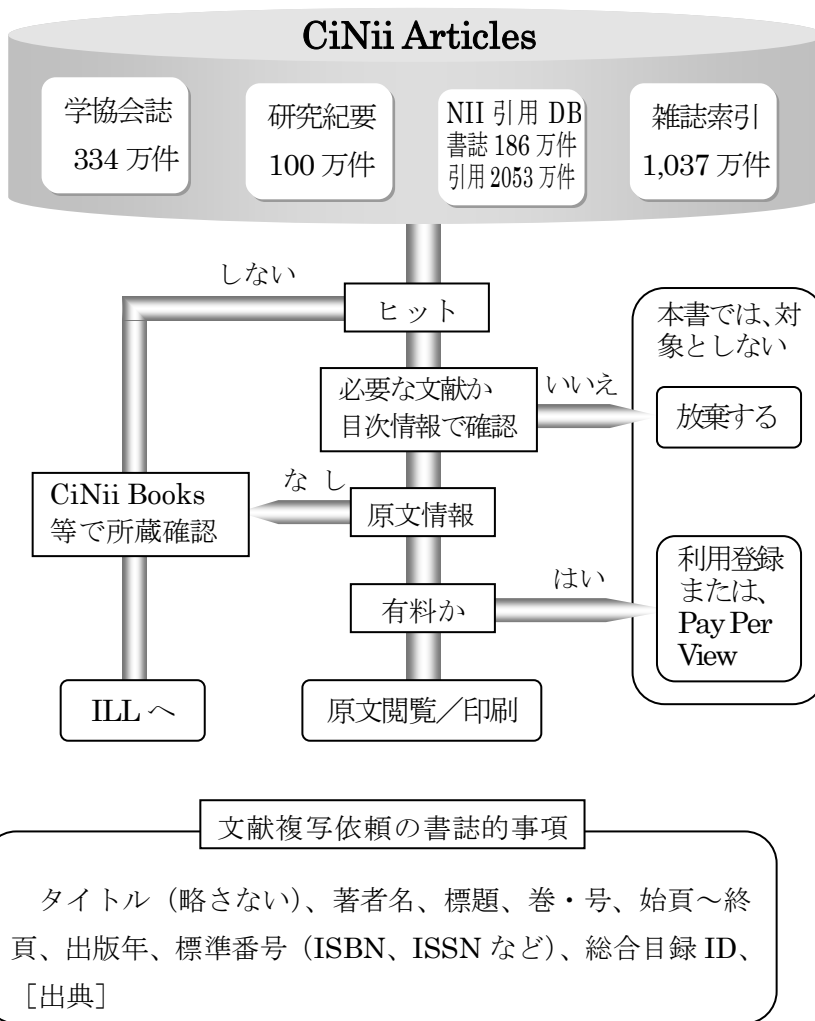 CiNii Articles
学協会誌
334 万件
研究紀要
100 万件
NII 引用 DB
書誌 186 万件
引用 2053 万件
雑誌索引
1,037 万件
しない
ヒット
本書では、対
象としない
必要な文献か
目次情報で確認
いいえ
放棄する
CiNii Books
等で所蔵確認
な し
原文情報
有料か
はい
利用登録
または、
Pay Per
View
ILL へ
原文閲覧／印刷
文献複写依頼の書誌的事項
タイトル（略さない）、著者名、標題、巻・号、始頁～終
頁、出版年、標準番号（ISBN、ISSN など）、総合目録 ID、
［出典］